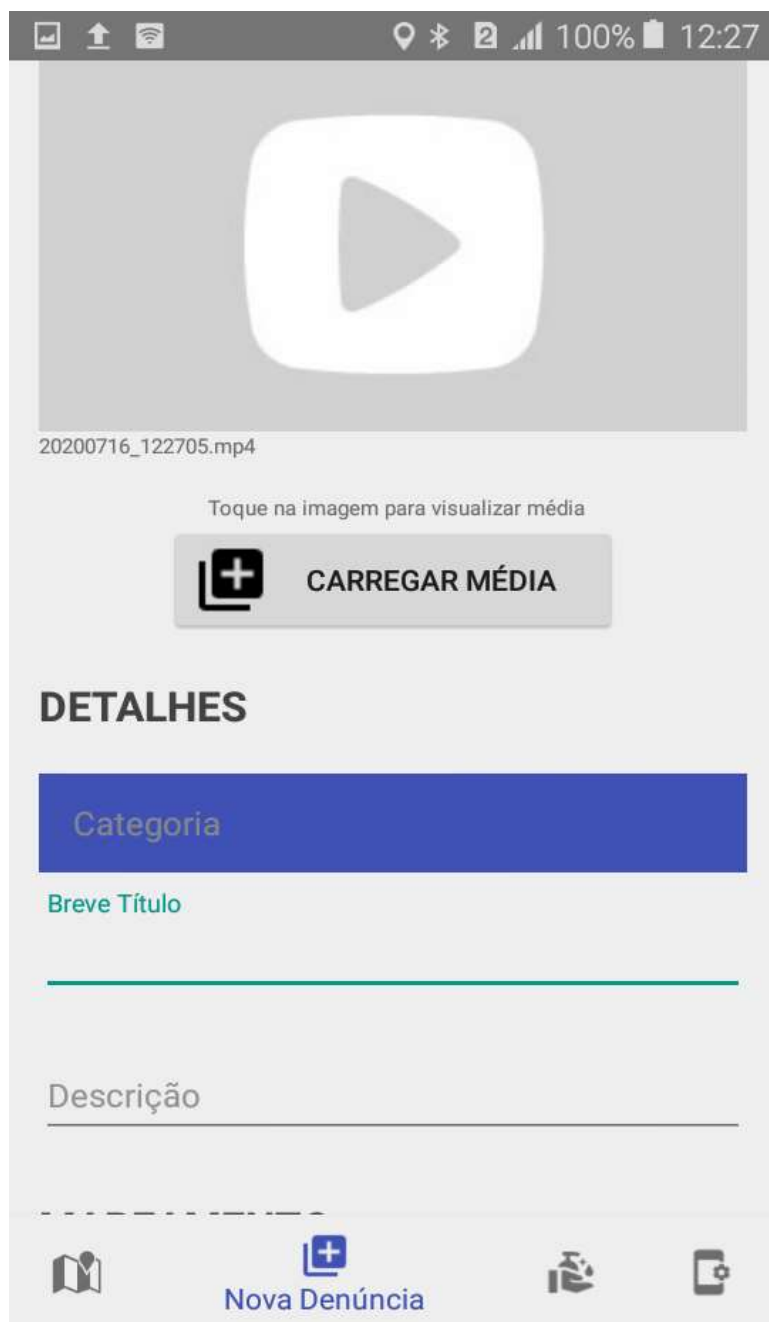 2 100% 12:27
20200716_122705.mp4
Toque na imagem para visualizar média
CARREGAR MÉDIA
DETALHES
Categoria
Breve Título
Descrição
Nova Denúncia